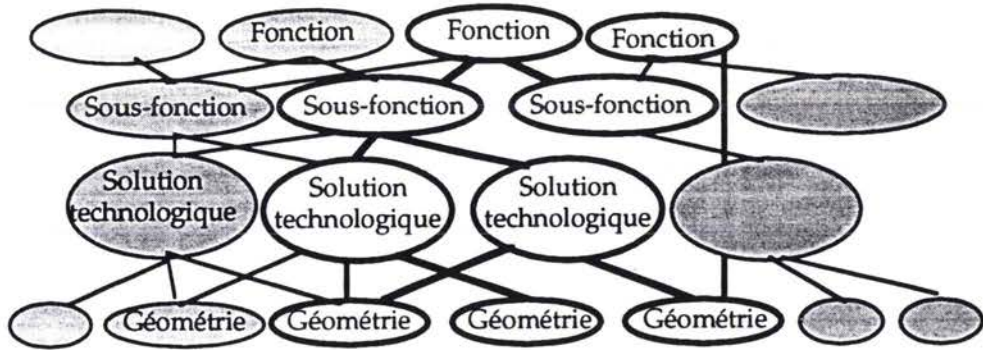 Fonction Fonction Fonction
Sous-fonction Sous-fonction Sous-fonction
Solution Solution Solution
technologique technologique technologique
Géométrie Géométrie Géométrie Géométrie